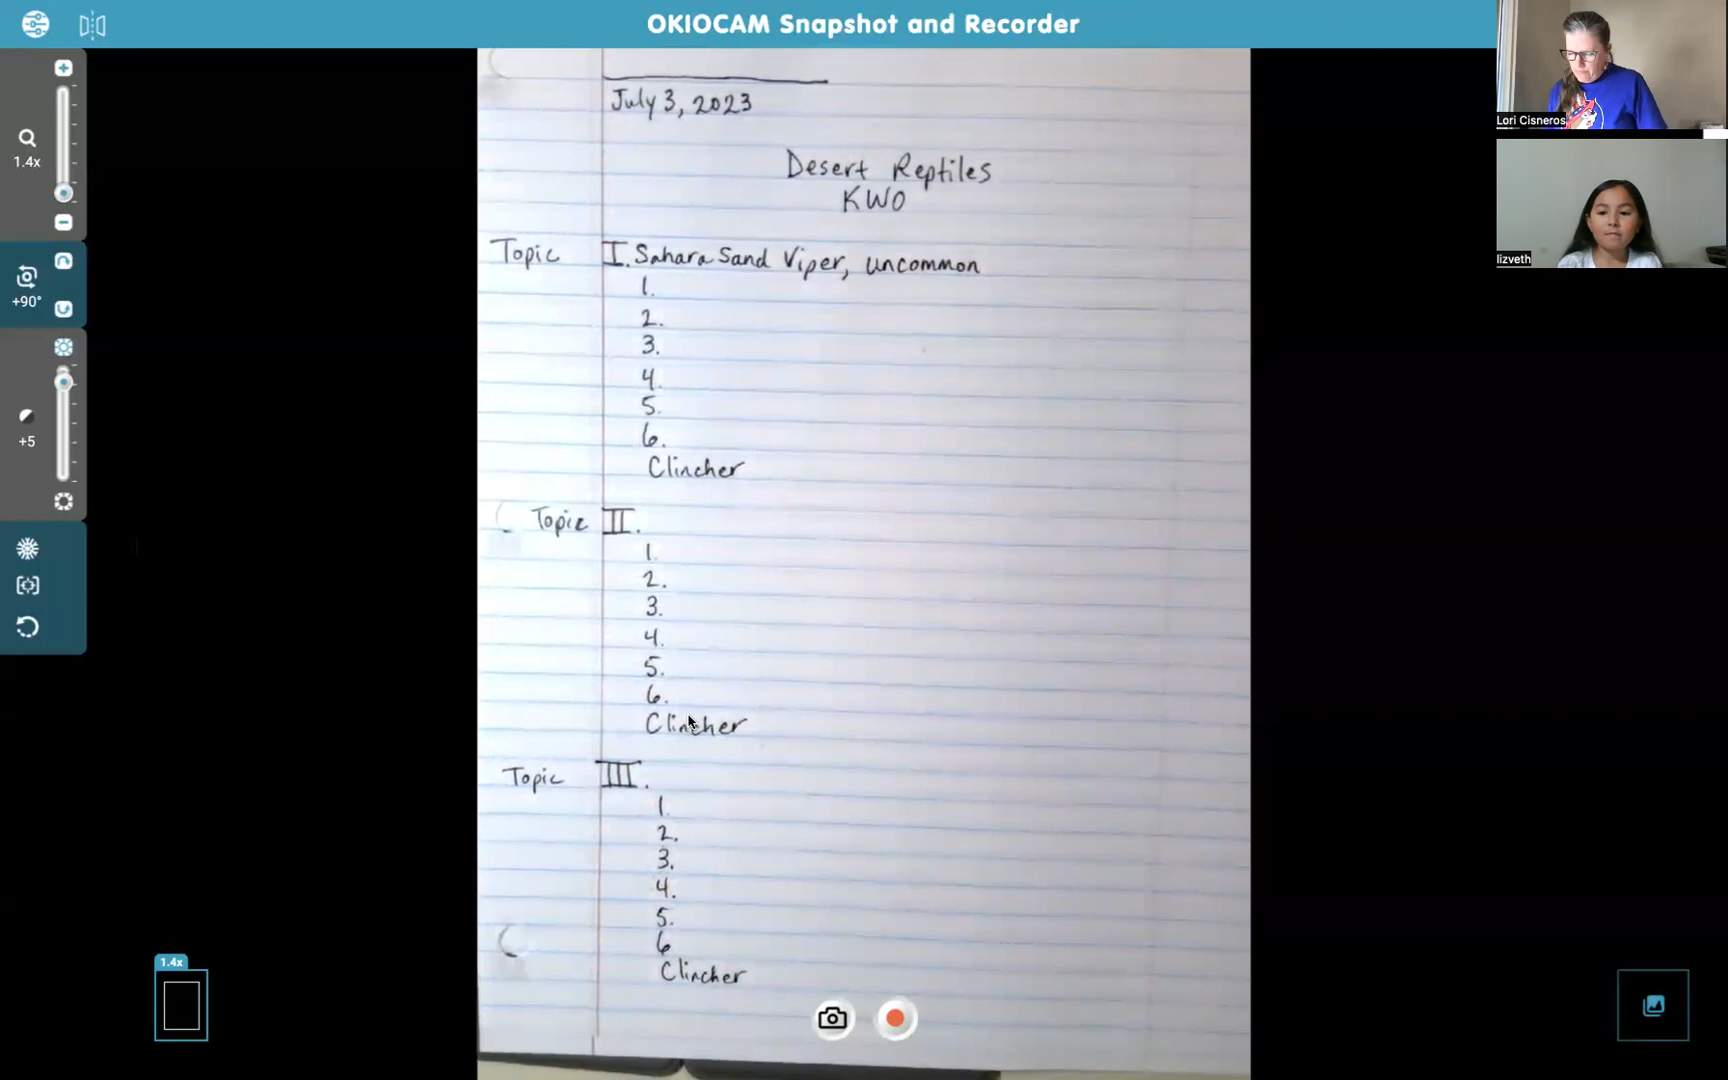 OKIOCAM Snapshot and Recorder
Lori Cisneros
lizveth
1.4x
+90°
+5
1.4x
July 3, 2023
Desert Reptiles
KWO
Topic I. Sahara Sand Viper, uncommon
1.
2.
3.
4.
5.
6.
Clincher
Topic II.
1.
2.
3.
4.
5.
6.
Clincher
Topic III.
1.
2.
3.
4.
5.
6
Clincher